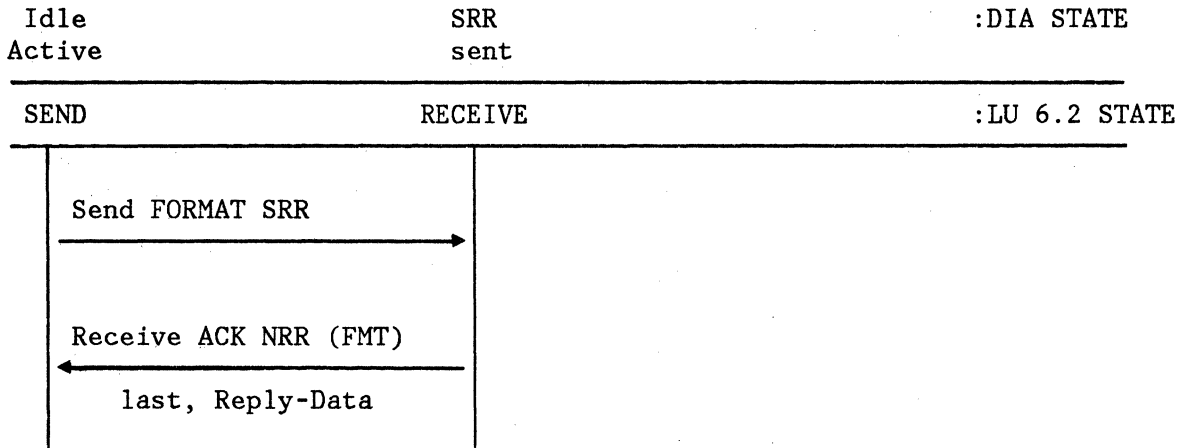 Idle SRR :DIA STATE
Active sent
SEND RECEIVE :LU 6.2 STATE
Send FORMAT SRR
Receive ACK NRR (FMT)
last, Reply-Data